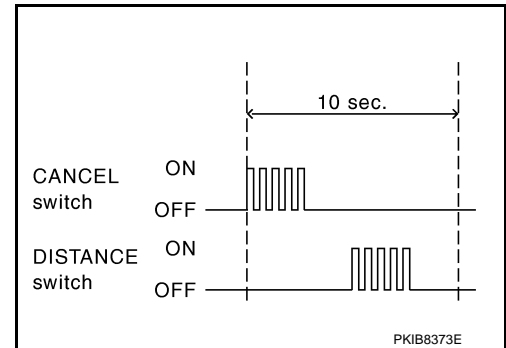 10 sec.
CANCEL
switch
ON
OFF
DISTANCE
switch
ON
OFF
PKIB8373E